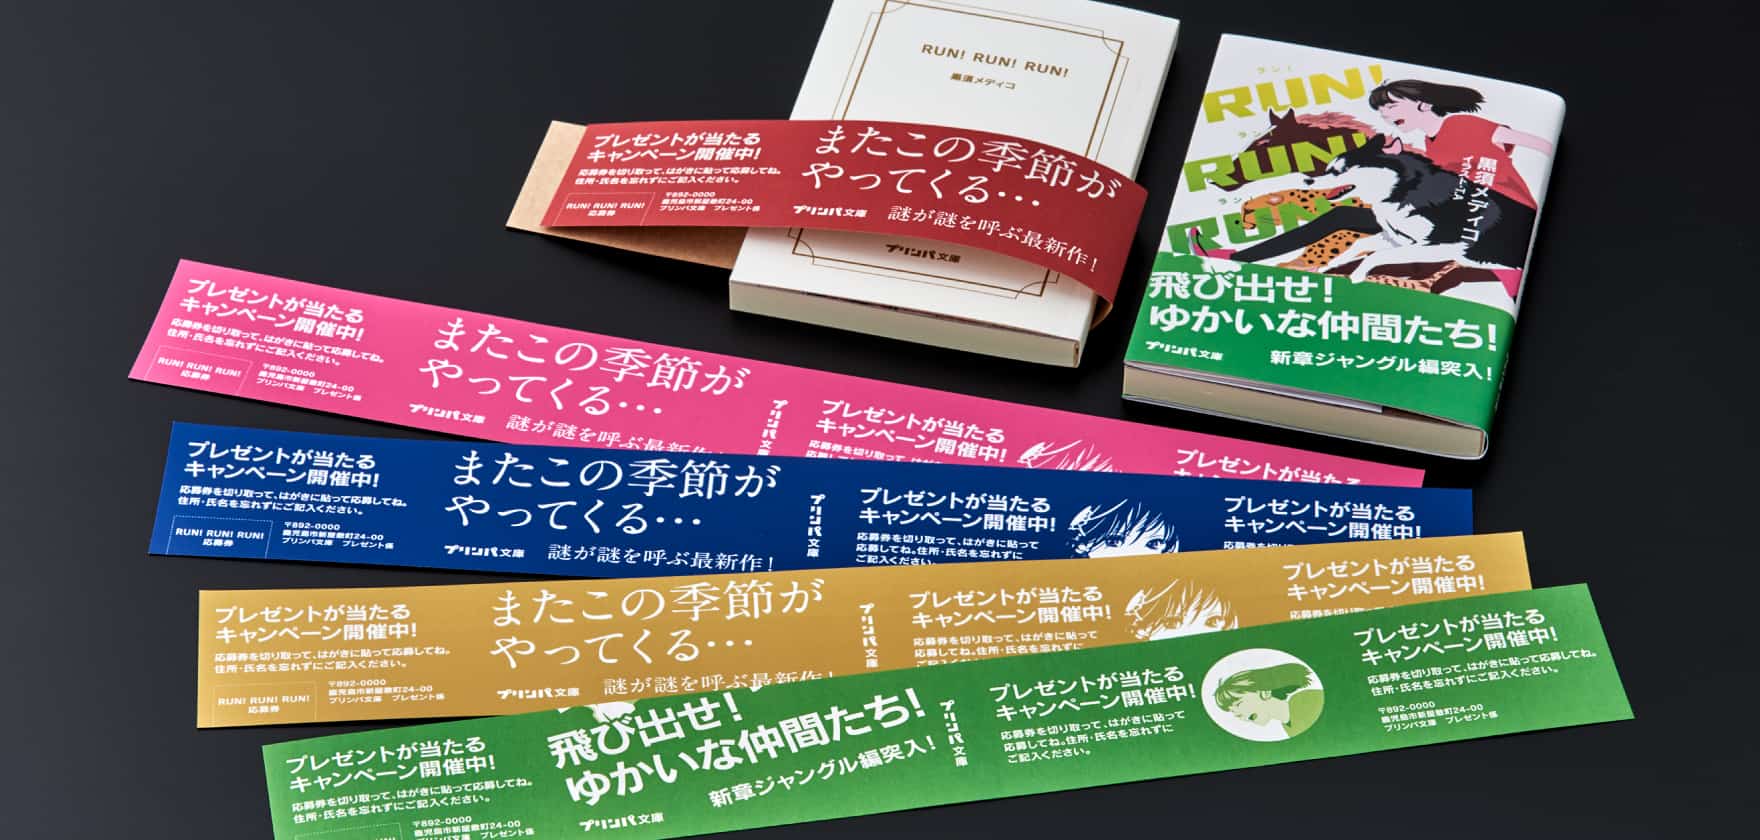 RUN! RUN! RUN!
黒須メディコ
プリンパ文庫
プレゼントが当たる
キャンペーン開催中!
応募券を切り取って、はがきに貼って応募してね。
住所・氏名を忘れずにご記入ください。
RUN! RUN! RUN!
応募券
〒892-0000
鹿児島市新屋敷町24-00
プリンパ文庫 プレゼント係
またこの季節が
やってくる…
プリンパ文庫
謎が謎を呼ぶ最新作!
ラン!
RUN!
ラン!
RUN!
ラン!
RUN!
黒須メディコ
飛び出せ!
ゆかいな仲間たち!
プリンパ文庫
新章ジャングル編突入!
プレゼントが当たる
キャンペーン開催中!
応募券を切り取って、はがきに貼って応募してね。
住所・氏名を忘れずにご記入ください。
RUN! RUN! RUN!
応募券
〒892-0000
鹿児島市新屋敷町24-00
プリンパ文庫 プレゼント係
またこの季節が
やってくる…
プリンパ文庫
謎が謎を呼ぶ最新作
プリンパ文庫
プレゼントが当たる
キャンペーン開催中!
応募券を切り取って、はがきに貼って
プレゼントが当たる
プレゼントが当たる
キャンペーン開催中!
応募券を切り取って、はがきに貼って応募してね。
住所・氏名を忘れずにご記入ください。
RUN! RUN! RUN!
応募券
〒892-0000
鹿児島市新屋敷町24-00
プリンパ文庫 プレゼント係
またこの季節が
やってくる…
プリンパ文庫
謎が謎を呼ぶ最新作!
プリンパ文庫
プレゼントが当たる
キャンペーン開催中!
応募券を切り取って、はがきに貼って
応募してね。住所・氏名を忘れずに
ご記入ください。
プレゼントが当たる
キャンペーン開催中!
プレゼントが当たる
キャンペーン開催中!
応募券を切り取って、はがきに貼って応募してね。
住所・氏名を忘れずにご記入ください。
RUN! RUN! RUN!
応募券
〒892-0000
鹿児島市新屋敷町24-00
プリンパ文庫 プレゼント係
またこの季節が
やってくる…
プリンパ文庫
謎が謎を呼ぶ最新作
プリンパ文庫
プレゼントが当たる
キャンペーン開催中!
応募券を切り取って、はがきに貼って
応募してね。住所・氏名を忘れずに
プレゼントが当たる
キャンペーン開催中!
プレゼントが当たる
キャンペーン開催中!
応募券を切り取って、はがきに貼って応募してね。
住所・氏名を忘れずにご記入ください。
〒892-0000
鹿児島市新屋敷町24-00
プリンパ文庫 プレゼント係
飛び出せ!
ゆかいな仲間たち!
プリンパ文庫
新章ジャングル編突入!
プリンパ文庫
プレゼントが当たる
キャンペーン開催中!
応募券を切り取って、はがきに貼って
応募してね。住所・氏名を忘れずに
ご記入ください。
プレゼントが当たる
キャンペーン開催中!
応募券を切り取って、はがきに貼って応募してね。
住所・氏名を忘れずにご記入ください。
〒892-0000
鹿児島市新屋敷町24-00
プリンパ文庫 プレゼント係